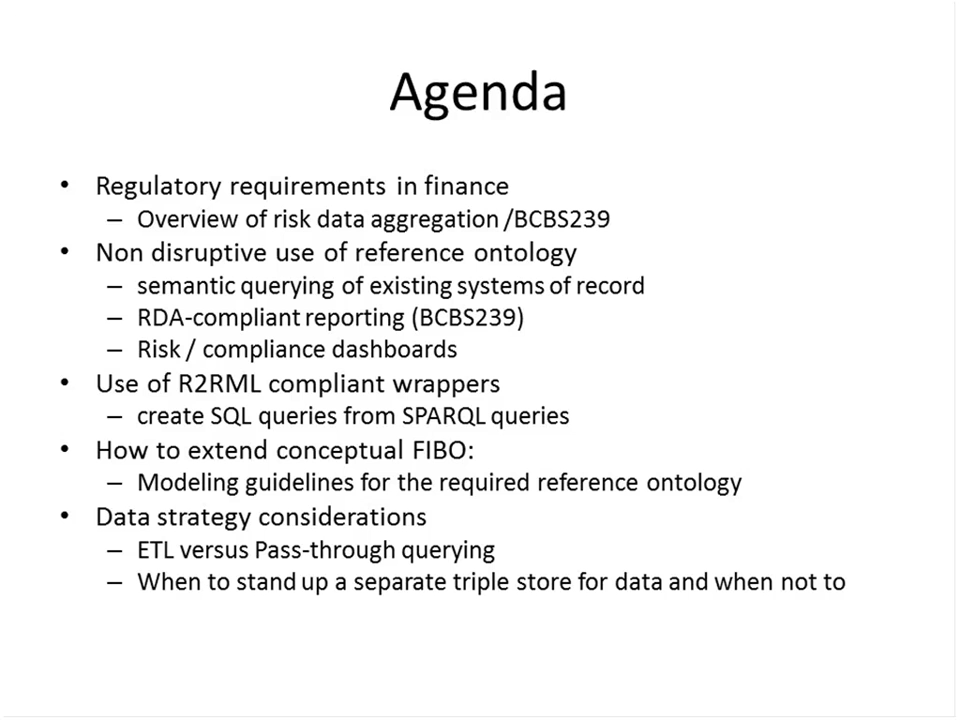 Agenda
• Regulatory requirements in finance
– Overview of risk data aggregation /BCBS239
• Non disruptive use of reference ontology
– semantic querying of existing systems of record
– RDA-compliant reporting (BCBS239)
– Risk / compliance dashboards
• Use of R2RML compliant wrappers
– create SQL queries from SPARQL queries
• How to extend conceptual FIBO:
– Modeling guidelines for the required reference ontology
• Data strategy considerations
– ETL versus Pass-through querying
– When to stand up a separate triple store for data and when not to